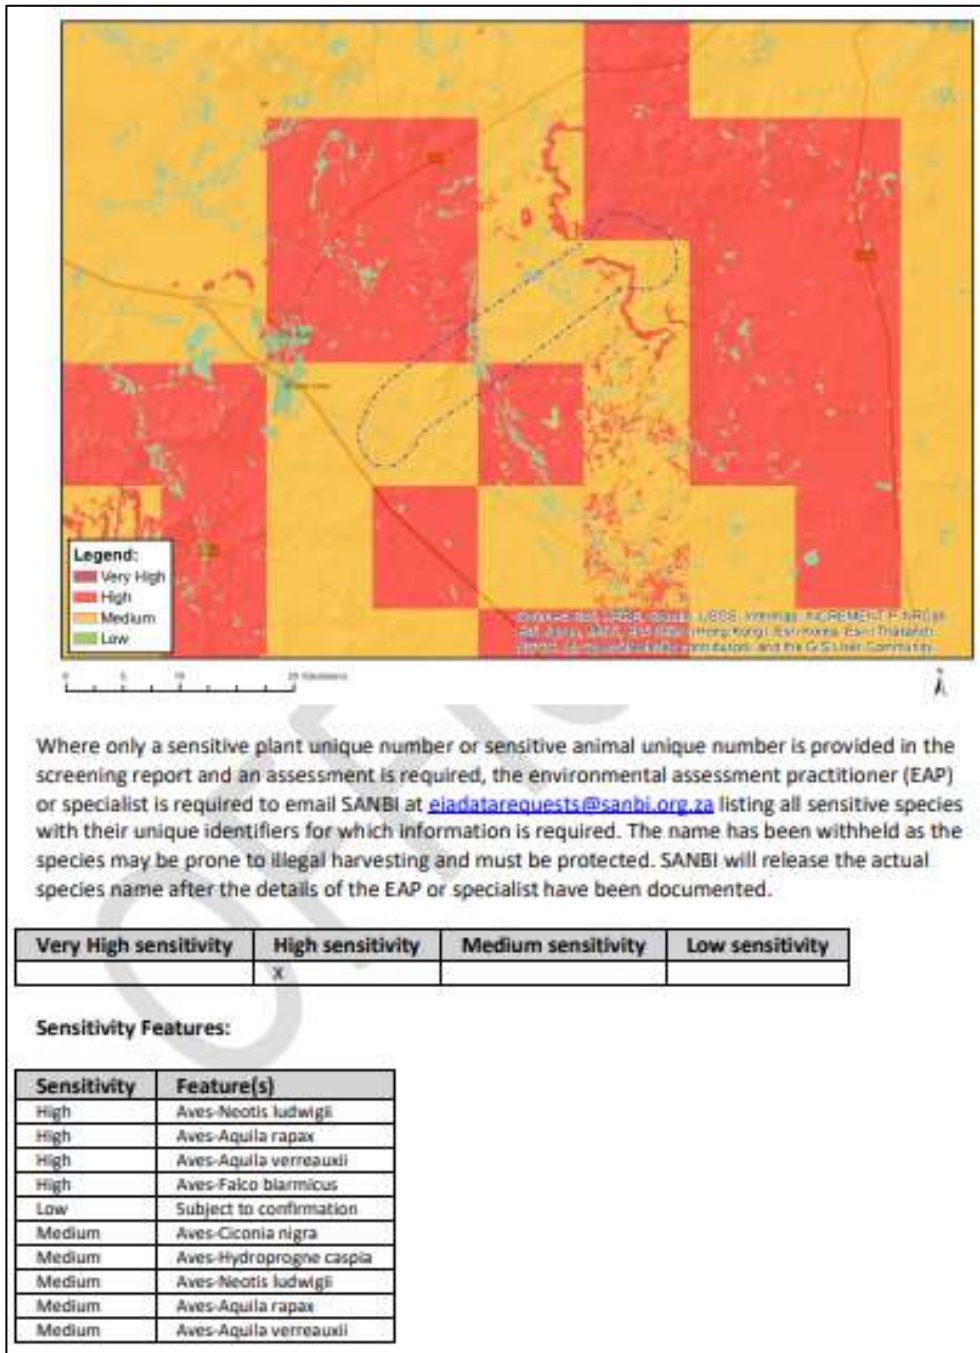 Legend:
Very High
High
Medium
Low
0 5 10 20 Kilometers
N
Where only a sensitive plant unique number or sensitive animal unique number is provided in the
screening report and an assessment is required, the environmental assessment practitioner (EAP)
or specialist is required to email SANBI at eiadatarequests@sanbi.org.za listing all sensitive species
with their unique identifiers for which information is required. The name has been withheld as the
species may be prone to illegal harvesting and must be protected. SANBI will release the actual
species name after the details of the EAP or specialist have been documented.
Very High sensitivity High sensitivity Medium sensitivity Low sensitivity
X
Sensitivity Features:
Sensitivity Feature(s)
High Aves-Neotis ludwigii
High Aves-Aquila rapax
High Aves-Aquila verreauxii
High Aves-Falco biarmicus
Low Subject to confirmation
Medium Aves-Ciconia nigra
Medium Aves-Hydroprogne caspia
Medium Aves-Neotis ludwigii
Medium Aves-Aquila rapax
Medium Aves-Aquila verreauxii